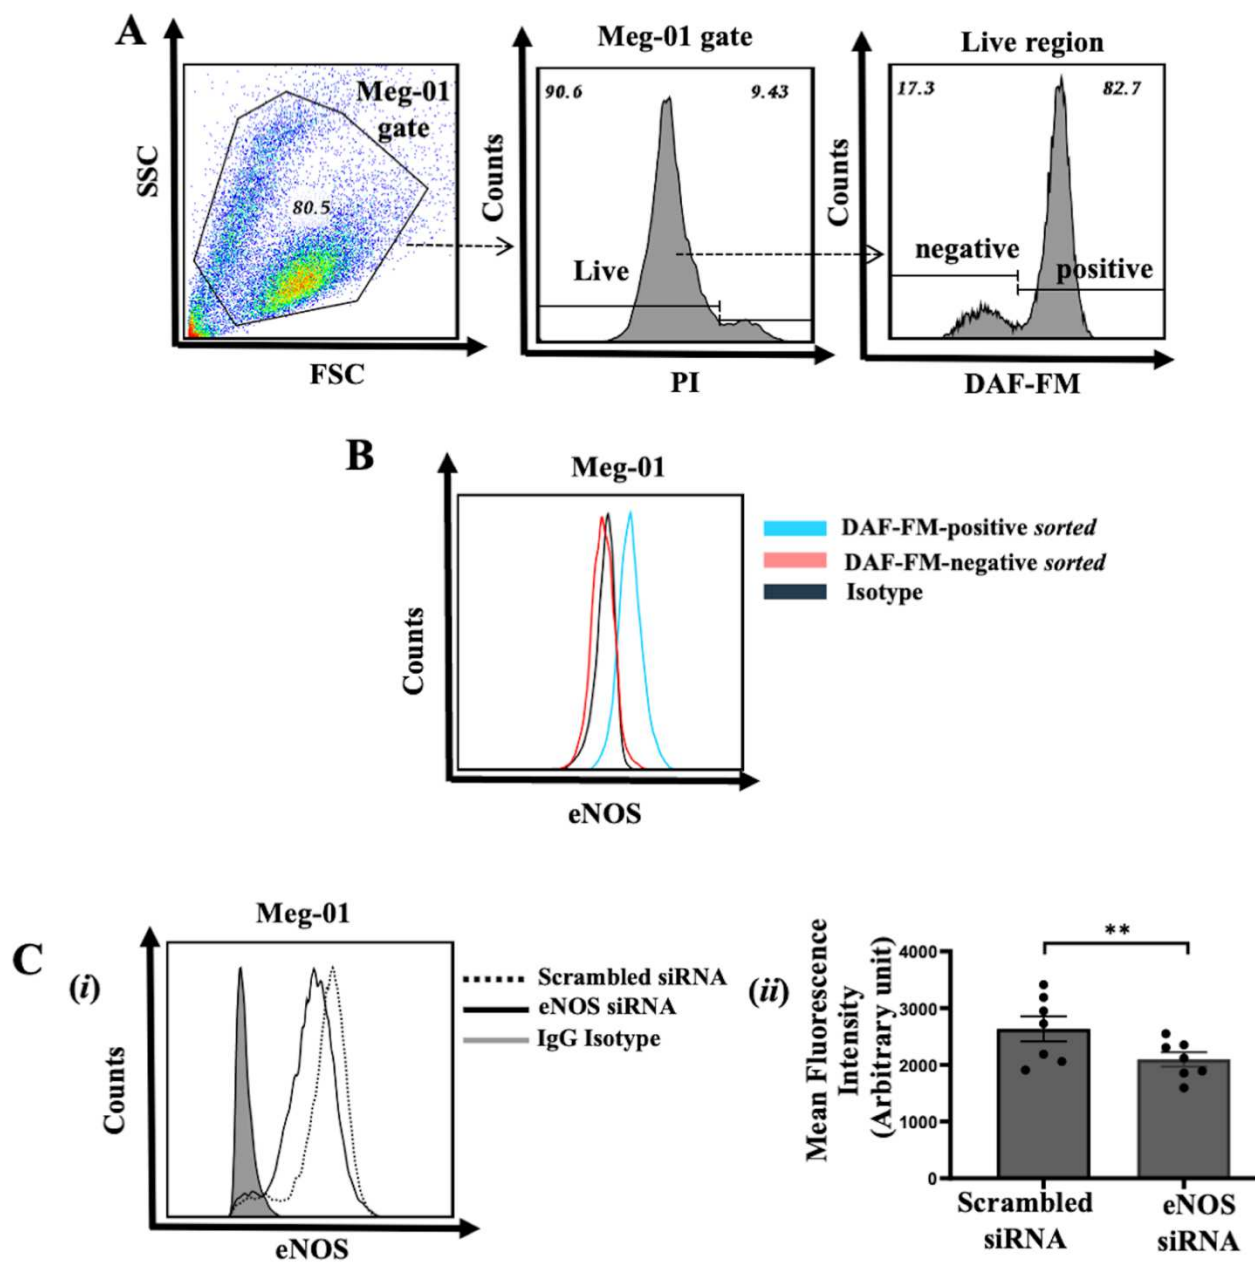 A
SSC
Meg-01
gate
80.5
FSC
Meg-01 gate
Counts
90.6
9.43
Live
PI
Live region
Counts
17.3
82.7
negative
positive
DAF-FM
B
Meg-01
Counts
eNOS
DAF-FM-positive sorted
DAF-FM-negative sorted
Isotype
C
(i)
Meg-01
Counts
eNOS
Scrambled siRNA
eNOS siRNA
IgG Isotype
(ii)
Mean Fluorescence
Intensity
(Arbitrary unit)
**
4000
3000
2000
1000
0
Scrambled
siRNA
eNOS
siRNA